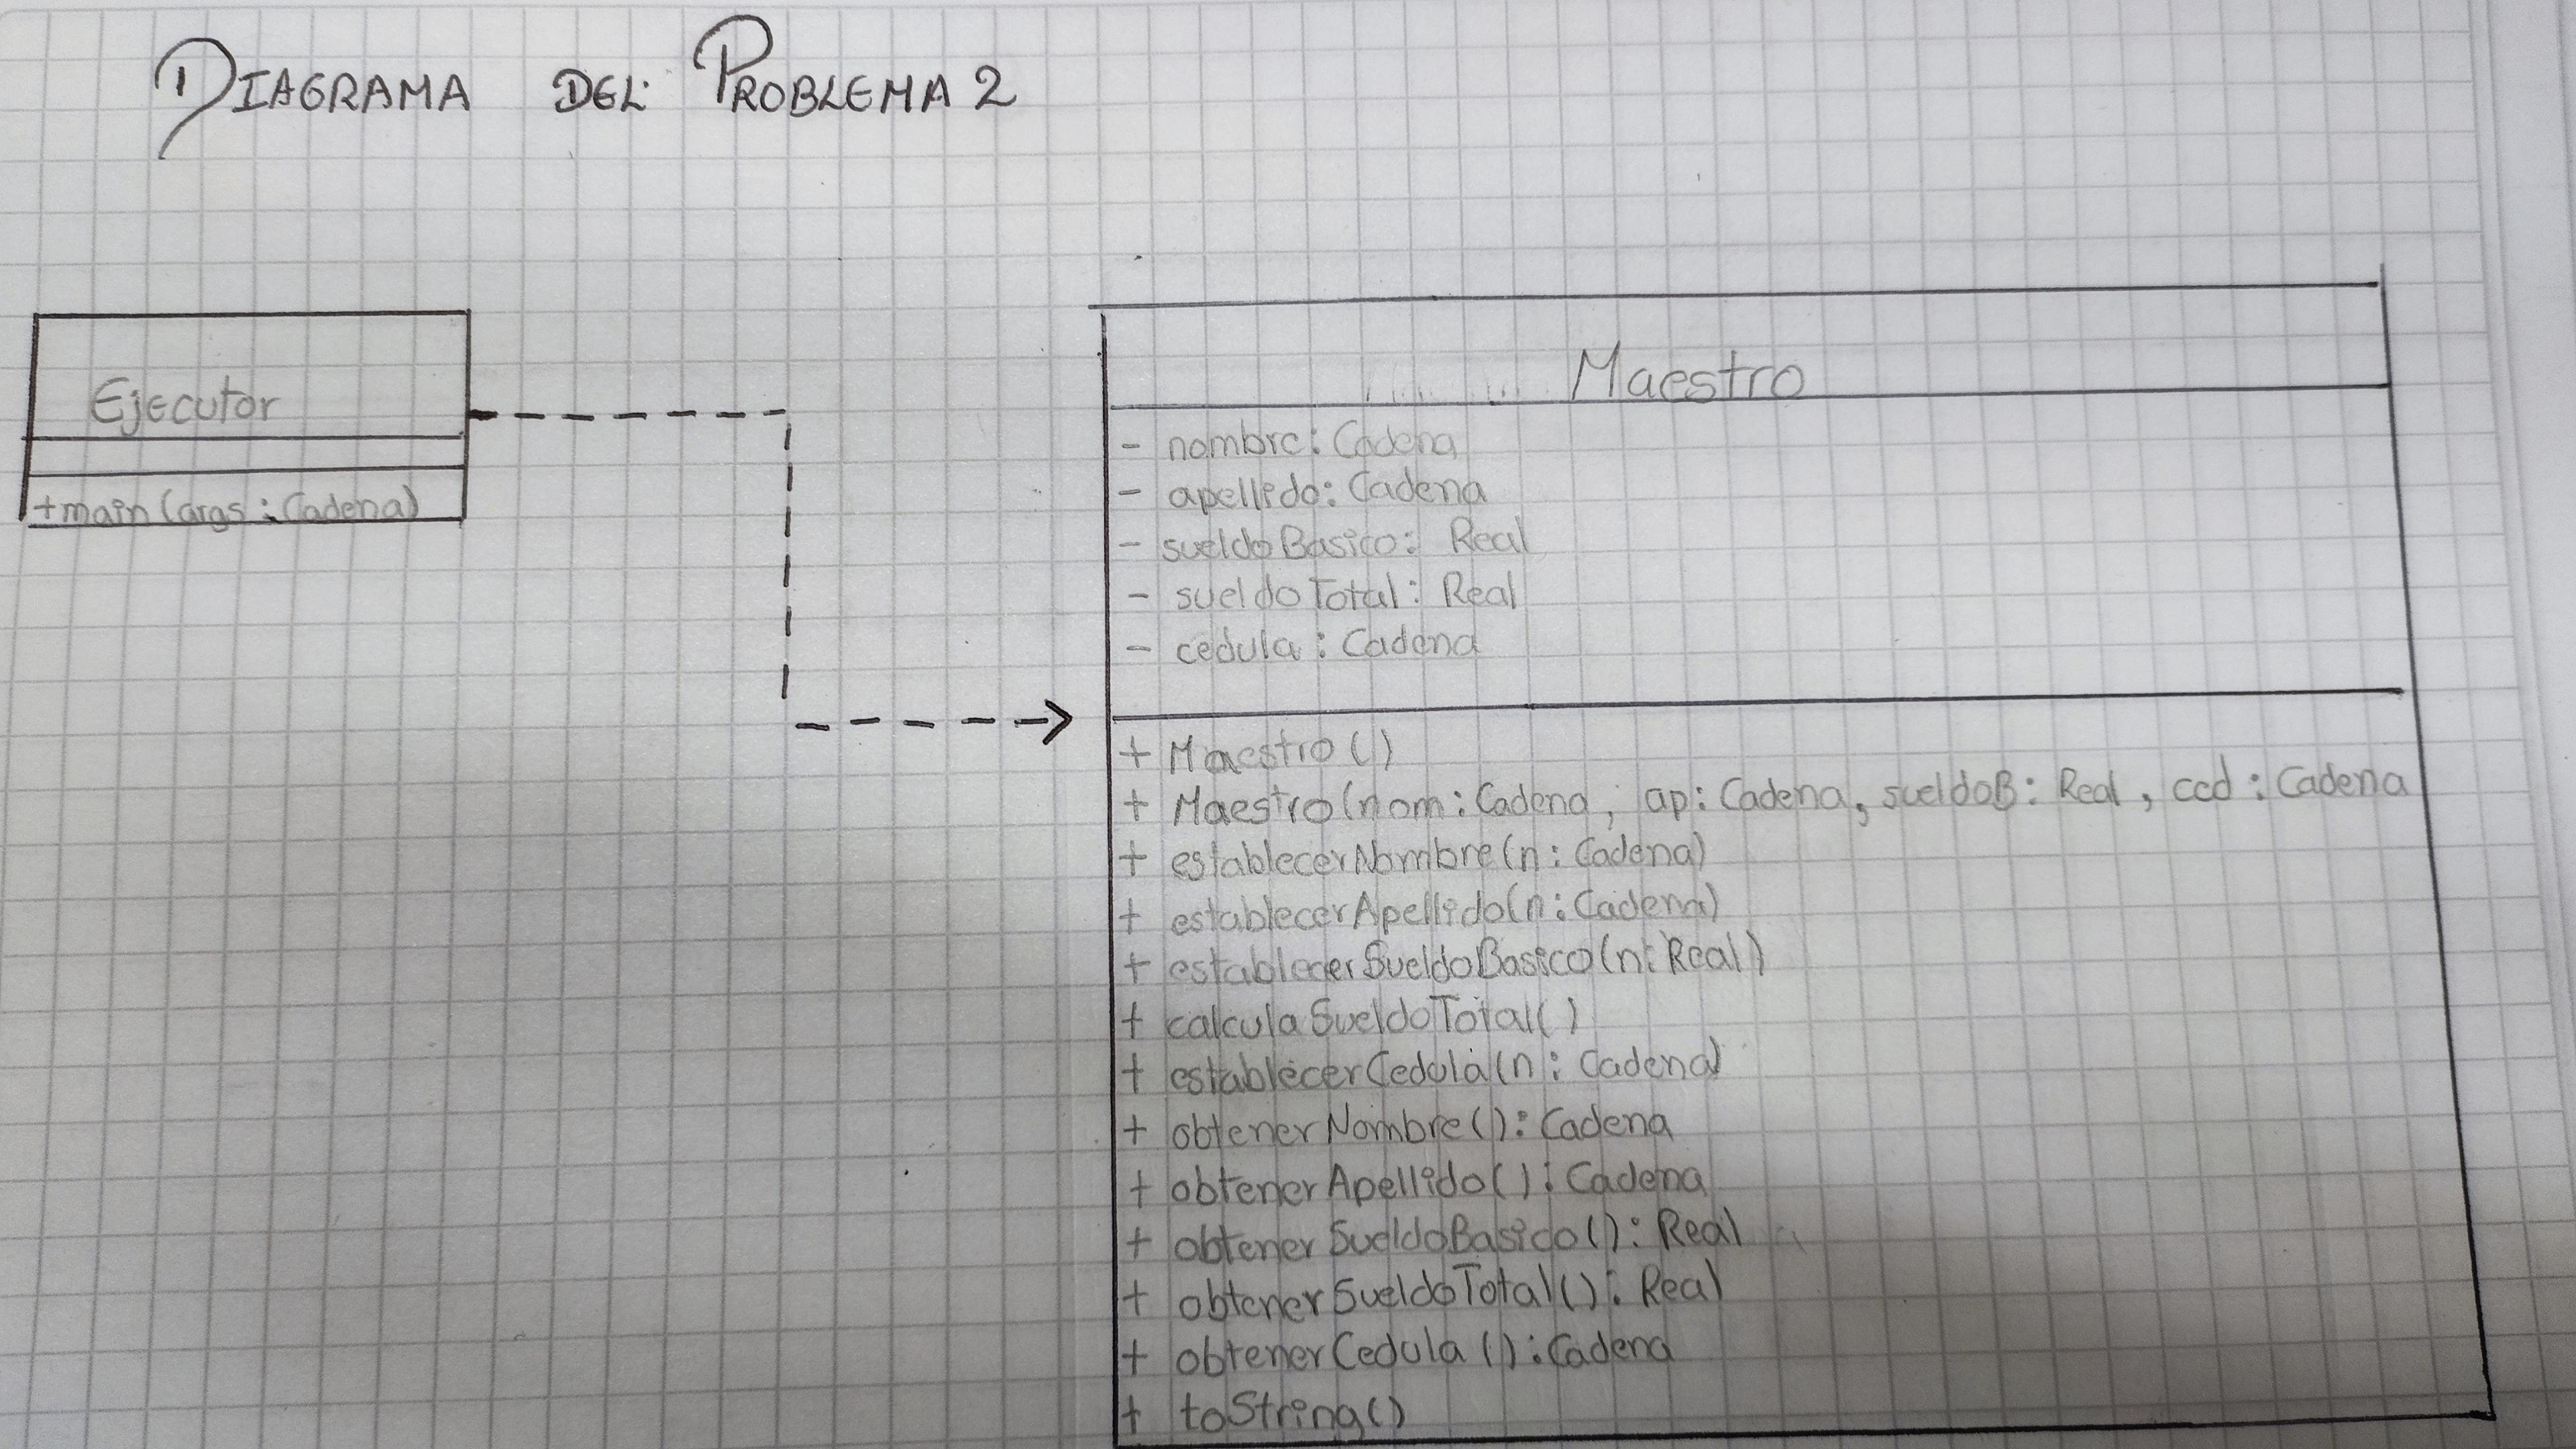 DIAGRAMA DEL PROBLEMA 2
Ejecutor
+main(args: Cadena)
Maestro
- nombre: Cadena
- apellido: Cadena
- sueldoBasico: Real
- sueldoTotal: Real
- cedula: Cadena
+ Maestro()
+ Maestro(nom: Cadena, ap: Cadena, sueldoB: Real, ced: Cadena
+ establecerNombre(n: Cadena)
+ establecerApellido(n: Cadena)
+ establecerSueldoBasico(n: Real)
+ calculaSueldoTotal()
+ establecerCedula(n: Cadena)
+ obtenerNombre(): Cadena
+ obtenerApellido(): Cadena
+ obtenerSueldoBasico(): Real
+ obtenerSueldoTotal(): Real
+ obtenerCedula(): Cadena
+ toString()